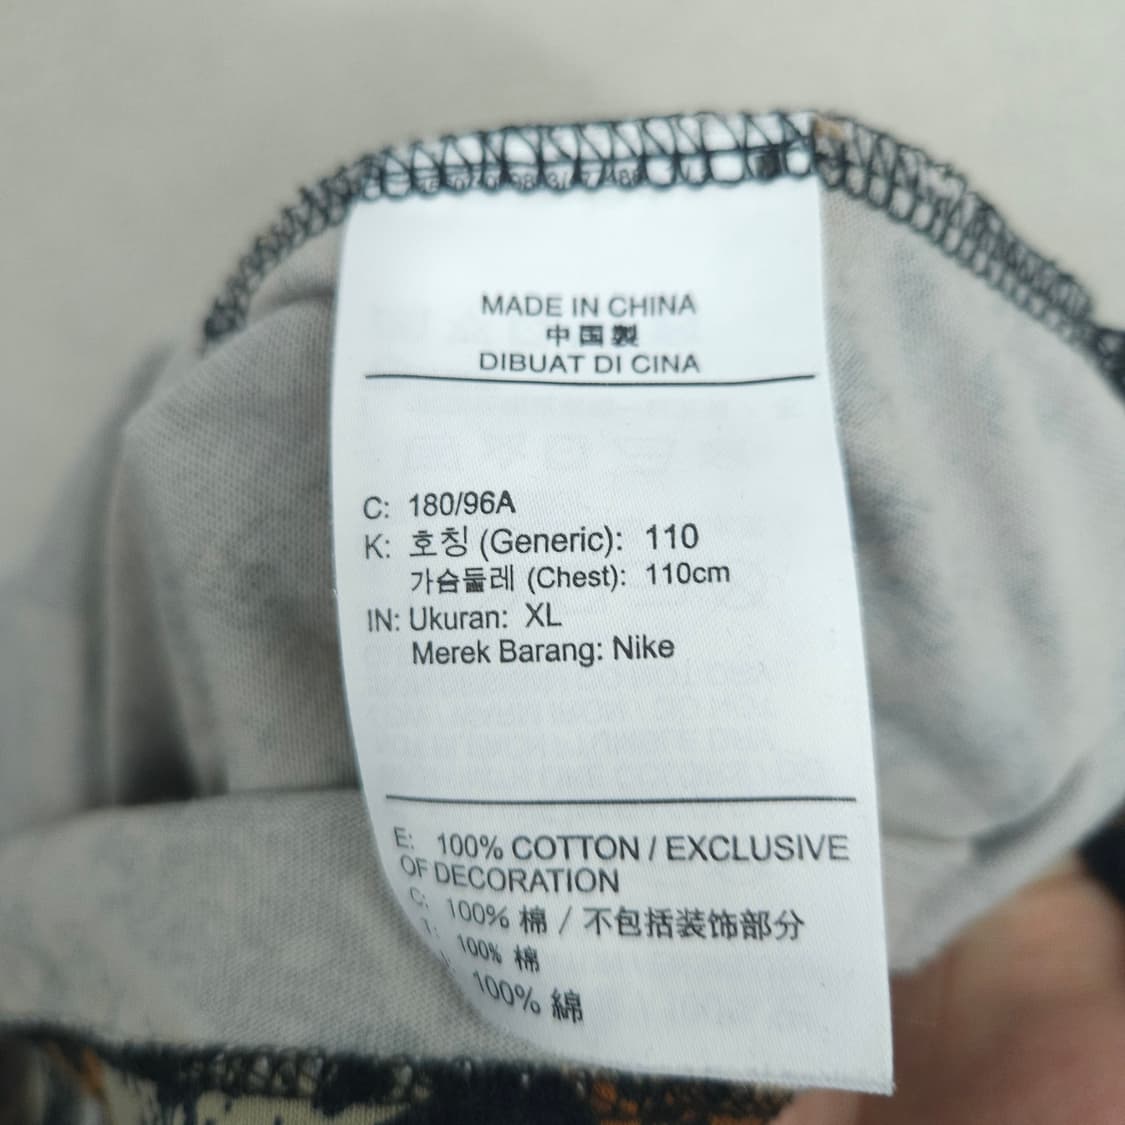 MADE IN CHINA
中国製
DIBUAT DI CINA
C: 180/96A
K: 호칭 (Generic): 110
가슴둘레 (Chest): 110cm
IN: Ukuran: XL
Merek Barang: Nike
E: 100% COTTON / EXCLUSIVE
OF DECORATION
C: 100% 棉 / 不包括装饰部分
T: 100% 棉
100% 綿